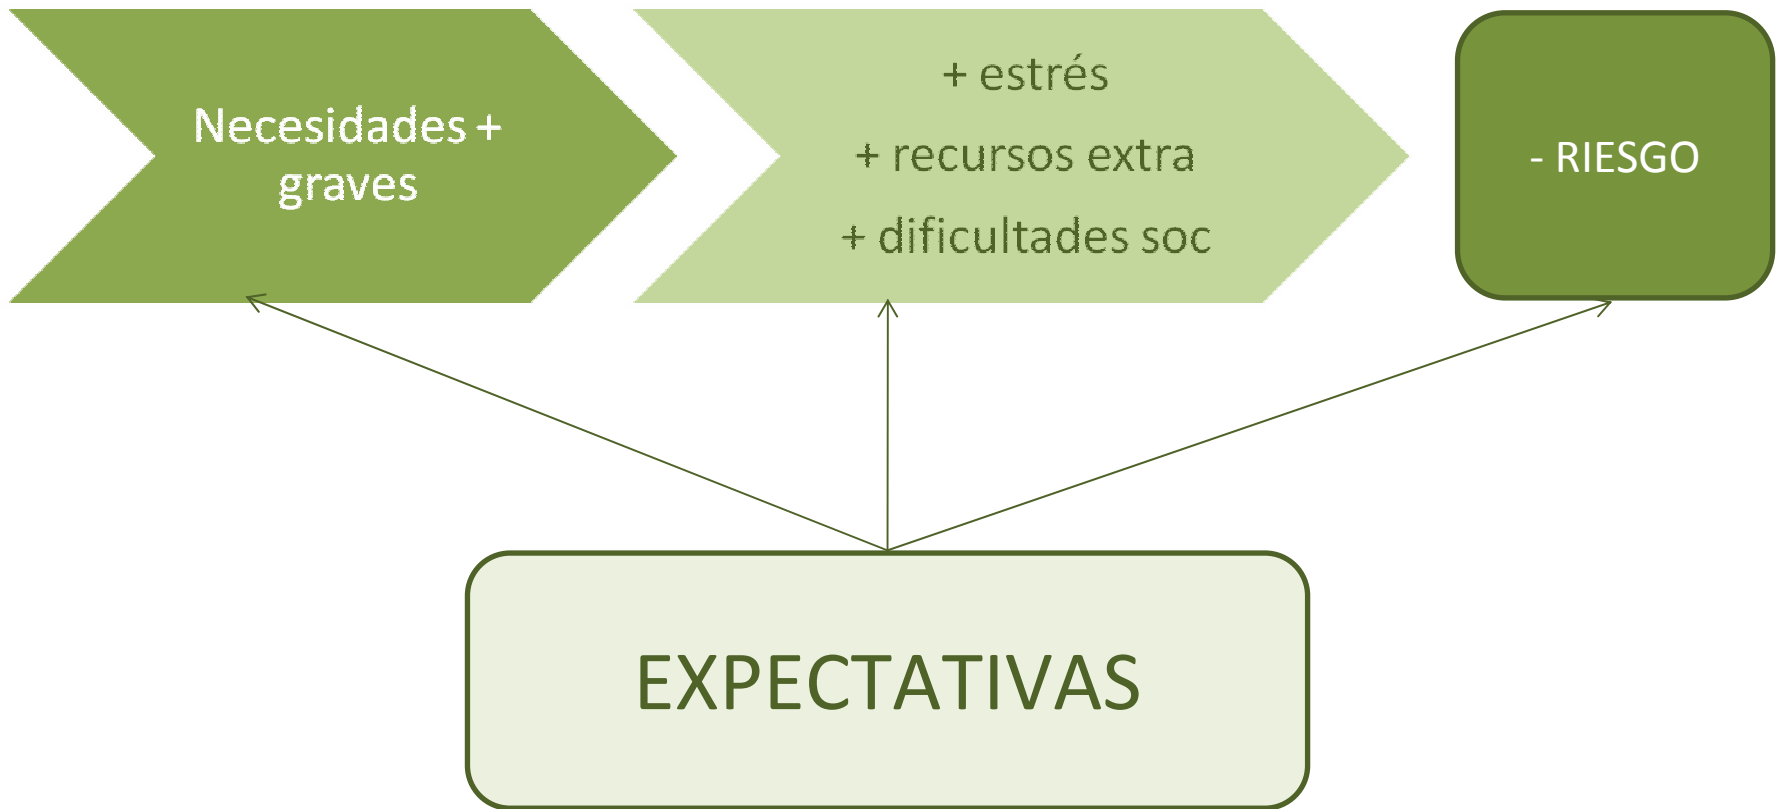 Necesidades +
graves
+ estrés
+ recursos extra
+ dificultades soc
- RIESGO
EXPECTATIVAS